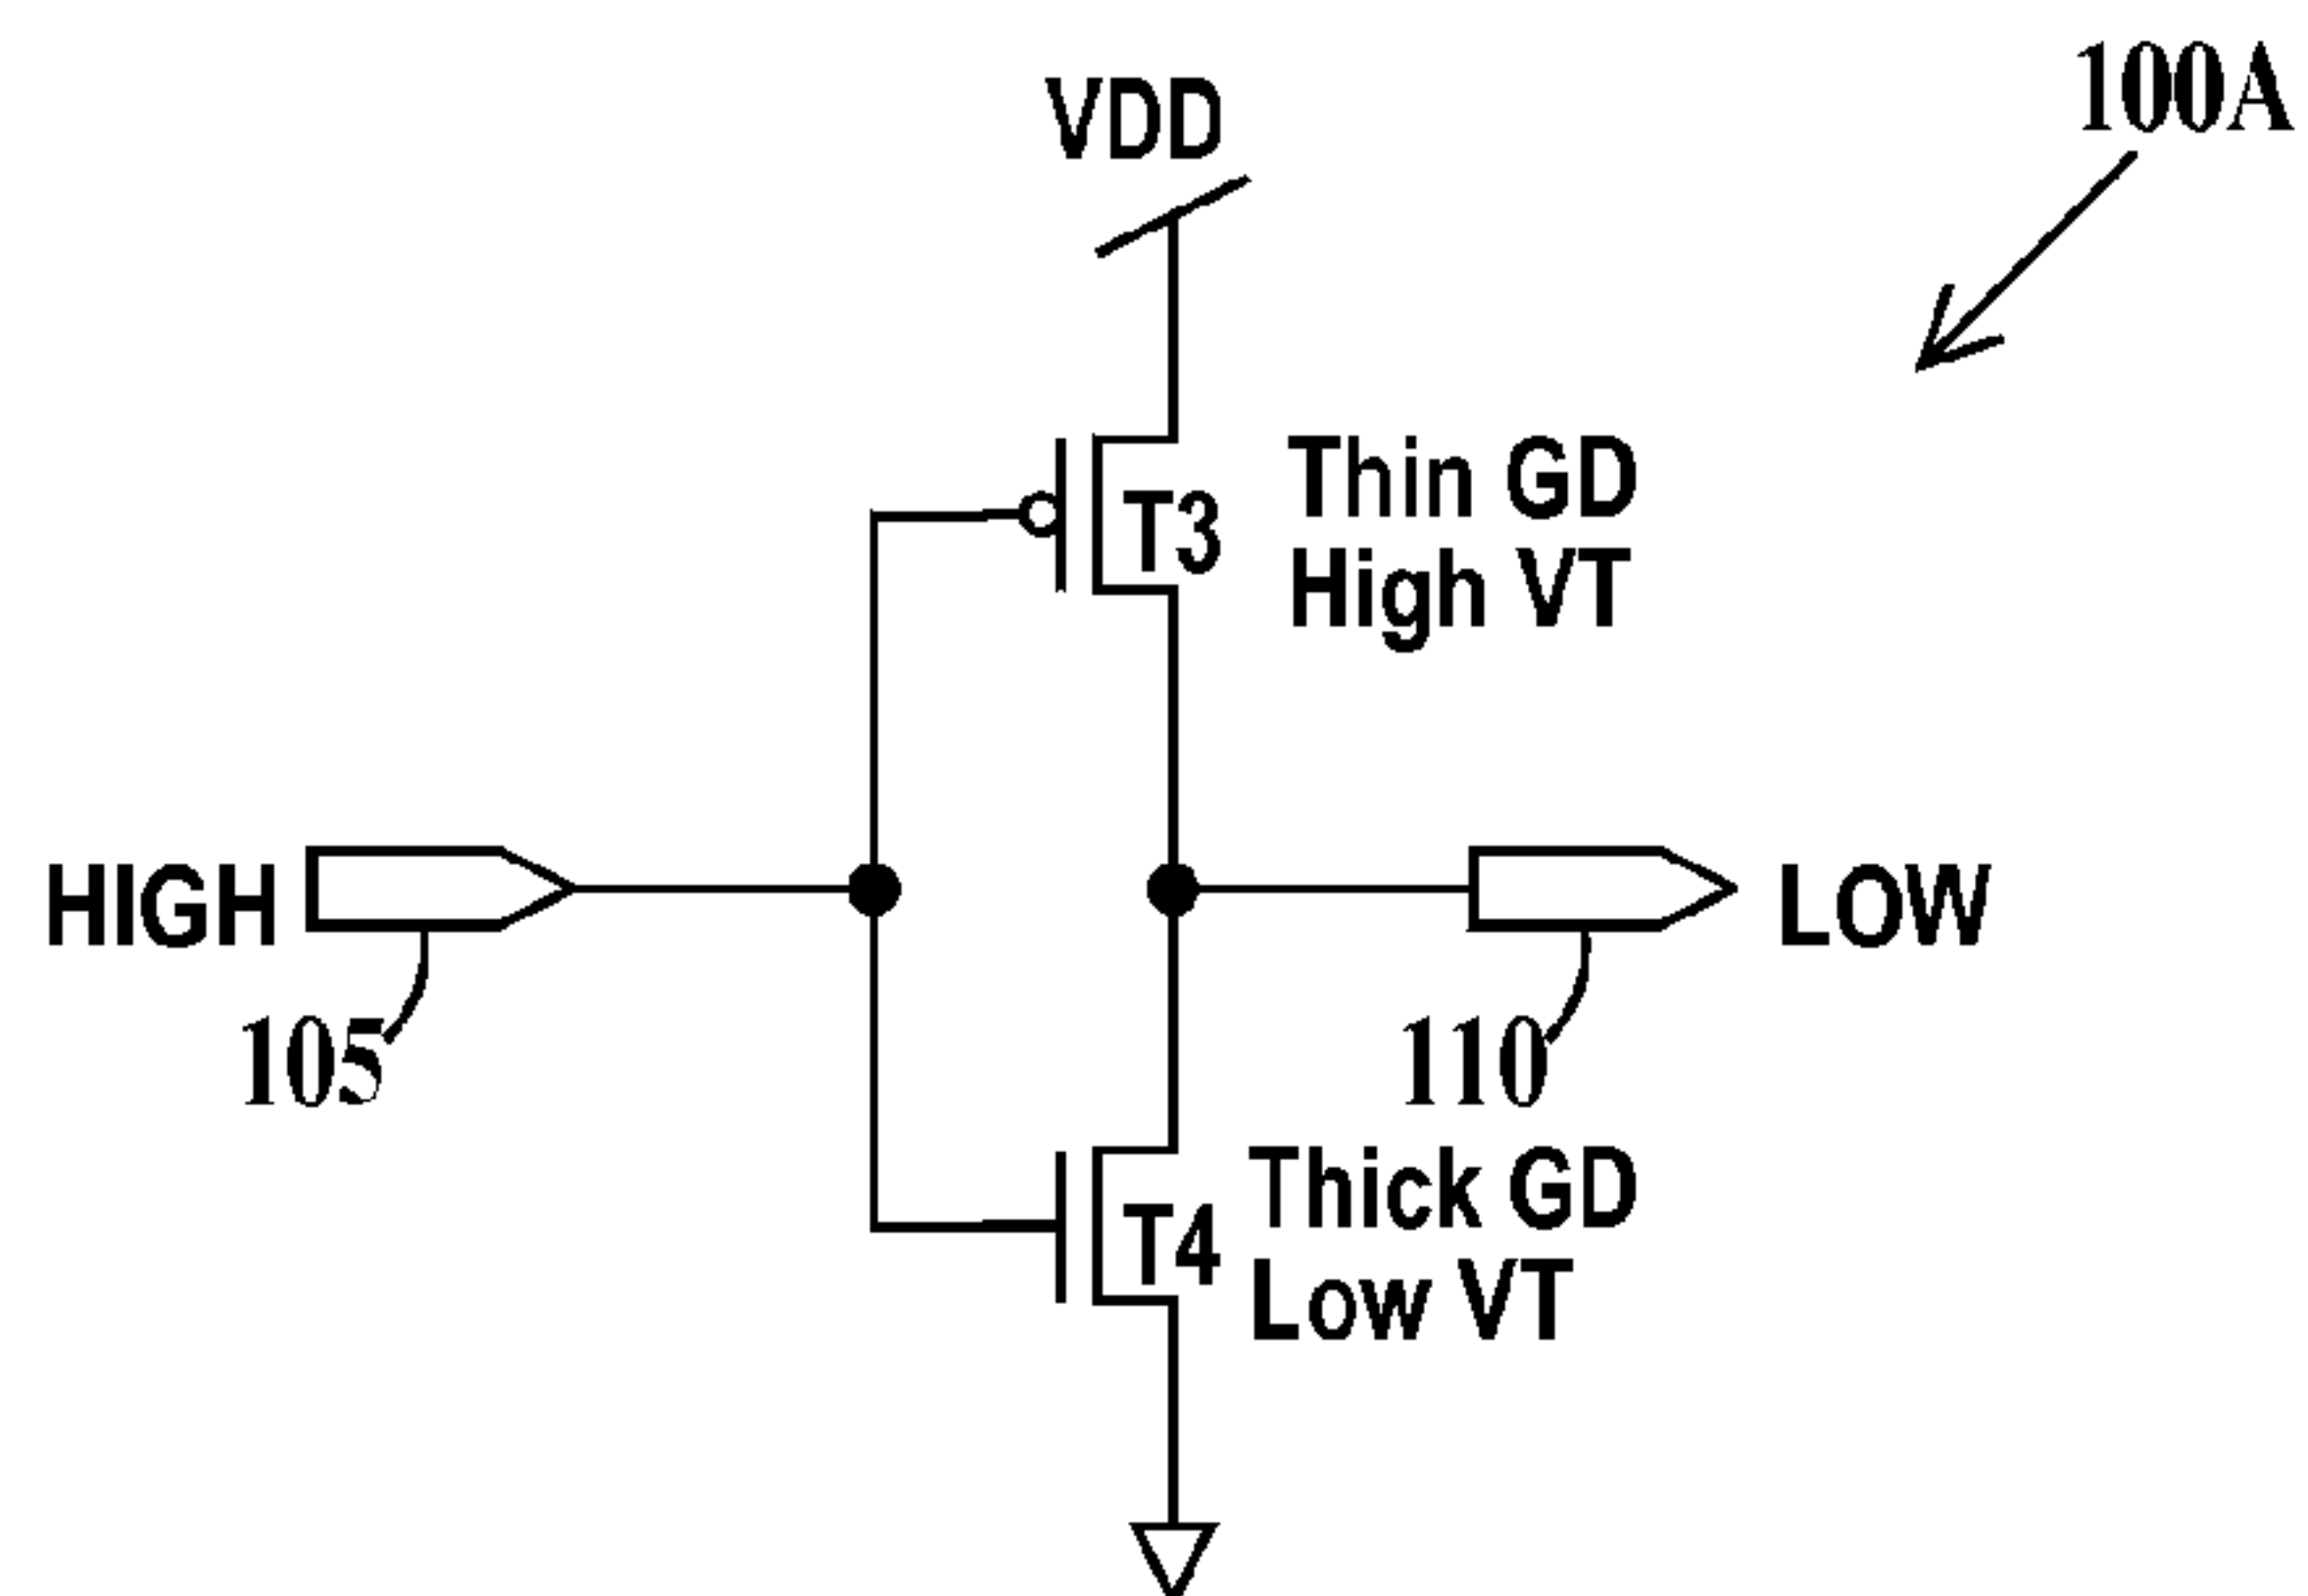 100A
VDD
T3
Thin GD
High VT
HIGH
LOW
105
110
T4
Thick GD
Low VT